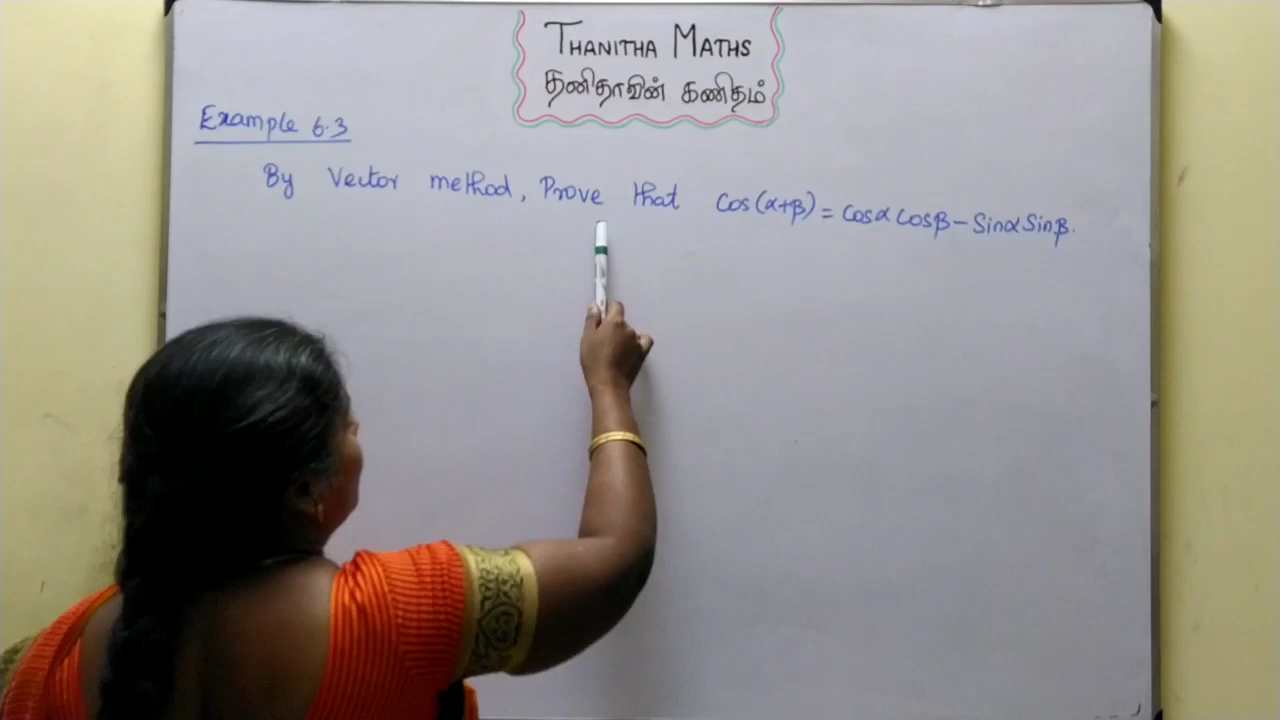 THANITHA MATHS
தனிதாவின் கணிதம்
Example 6.3
By Vector method, Prove that Cos(α+β) = Cosα Cosβ − Sinα Sinβ.